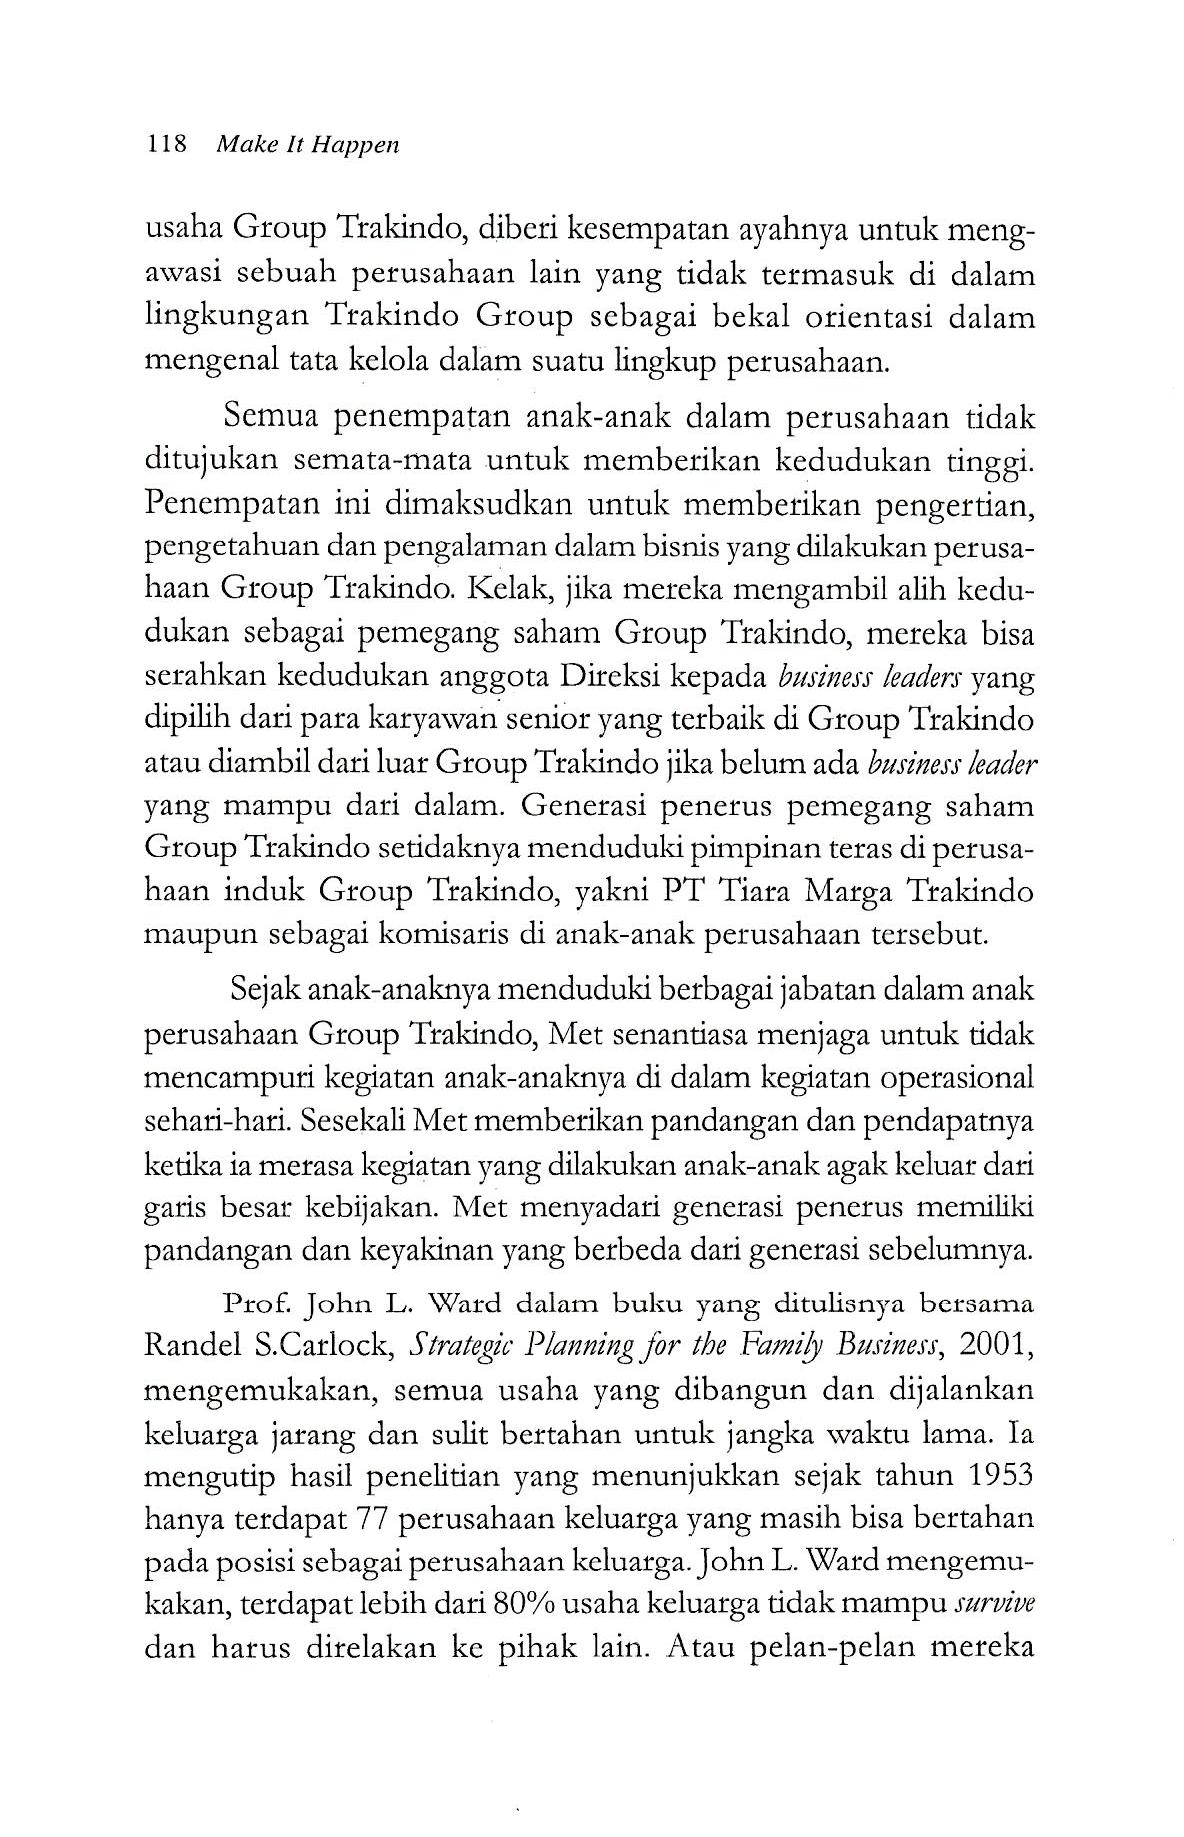 118 Make It Happen
usaha Group Trakindo, diberi kesempatan ayahnya untuk meng-
awasi sebuah perusahaan lain yang tidak termasuk di dalam
lingkungan Trakindo Group sebagai bekal orientasi dalam
mengenal tata kelola dalam suatu lingkup perusahaan.
Semua penempatan anak-anak dalam perusahaan tidak
ditujukan semata-mata untuk memberikan kedudukan tinggi.
Penempatan ini dimaksudkan untuk memberikan pengertian,
pengetahuan dan pengalaman dalam bisnis yang dilakukan perusa-
haan Group Trakindo. Kelak, jika mereka mengambil alih kedu-
dukan sebagai pemegang saham Group Trakindo, mereka bisa
serahkan kedudukan anggota Direksi kepada business leaders yang
dipilih dari para karyawan senior yang terbaik di Group Trakindo
atau diambil dari luar Group Trakindo jika belum ada business leader
yang mampu dari dalam. Generasi penerus pemegang saham
Group Trakindo setidaknya menduduki pimpinan teras di perusa-
haan induk Group Trakindo, yakni PT Tiara Marga Trakindo
maupun sebagai komisaris di anak-anak perusahaan tersebut.
Sejak anak-anaknya menduduki berbagai jabatan dalam anak
perusahaan Group Trakindo, Met senantiasa menjaga untuk tidak
mencampuri kegiatan anak-anaknya di dalam kegiatan operasional
sehari-hari. Sesekali Met memberikan pandangan dan pendapatnya
ketika ia merasa kegiatan yang dilakukan anak-anak agak keluar dari
garis besar kebijakan. Met menyadari generasi penerus memiliki
pandangan dan keyakinan yang berbeda dari generasi sebelumnya.
Prof. John L. Ward dalam buku yang ditulisnya bersama
Randel S.Carlock, Strategic Planning for the Family Business, 2001,
mengemukakan, semua usaha yang dibangun dan dijalankan
keluarga jarang dan sulit bertahan untuk jangka waktu lama. Ia
mengutip hasil penelitian yang menunjukkan sejak tahun 1953
hanya terdapat 77 perusahaan keluarga yang masih bisa bertahan
pada posisi sebagai perusahaan keluarga. John L. Ward mengemu-
kakan, terdapat lebih dari 80% usaha keluarga tidak mampu survive
dan harus direlakan ke pihak lain. Atau pelan-pelan mereka